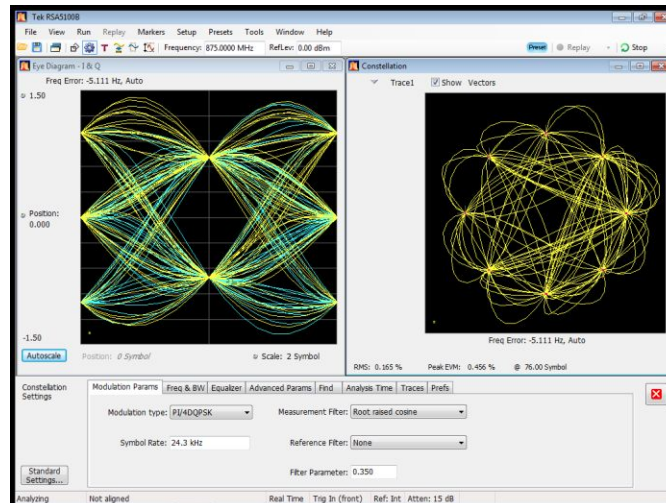 Tek RSA5100B
File View Run Replay Markers Setup Presets Tools Window Help
T Frequency: 875.0000 MHz RefLev: 0.00 dBm Preset Replay Stop
Eye Diagram - I & Q
Freq Error: -5.111 Hz, Auto
1.50
Position:
0.000
-1.50
Autoscale Position: 0 Symbol Scale: 2 Symbol
Constellation
Trace1 Show Vectors
Freq Error: -5.111 Hz, Auto
RMS: 0.165 % Peak EVM: 0.456 % @ 76.00 Symbol
Constellation
Settings
Modulation Params Freq & BW Equalizer Advanced Params Find Analysis Time Traces Prefs
Modulation type: PI/4DQPSK Measurement Filter: Root raised cosine
Symbol Rate: 24.3 kHz Reference Filter: None
Filter Parameter: 0.350
Standard
Settings...
Analyzing Not aligned Real Time Trig In (front) Ref: Int Atten: 15 dB